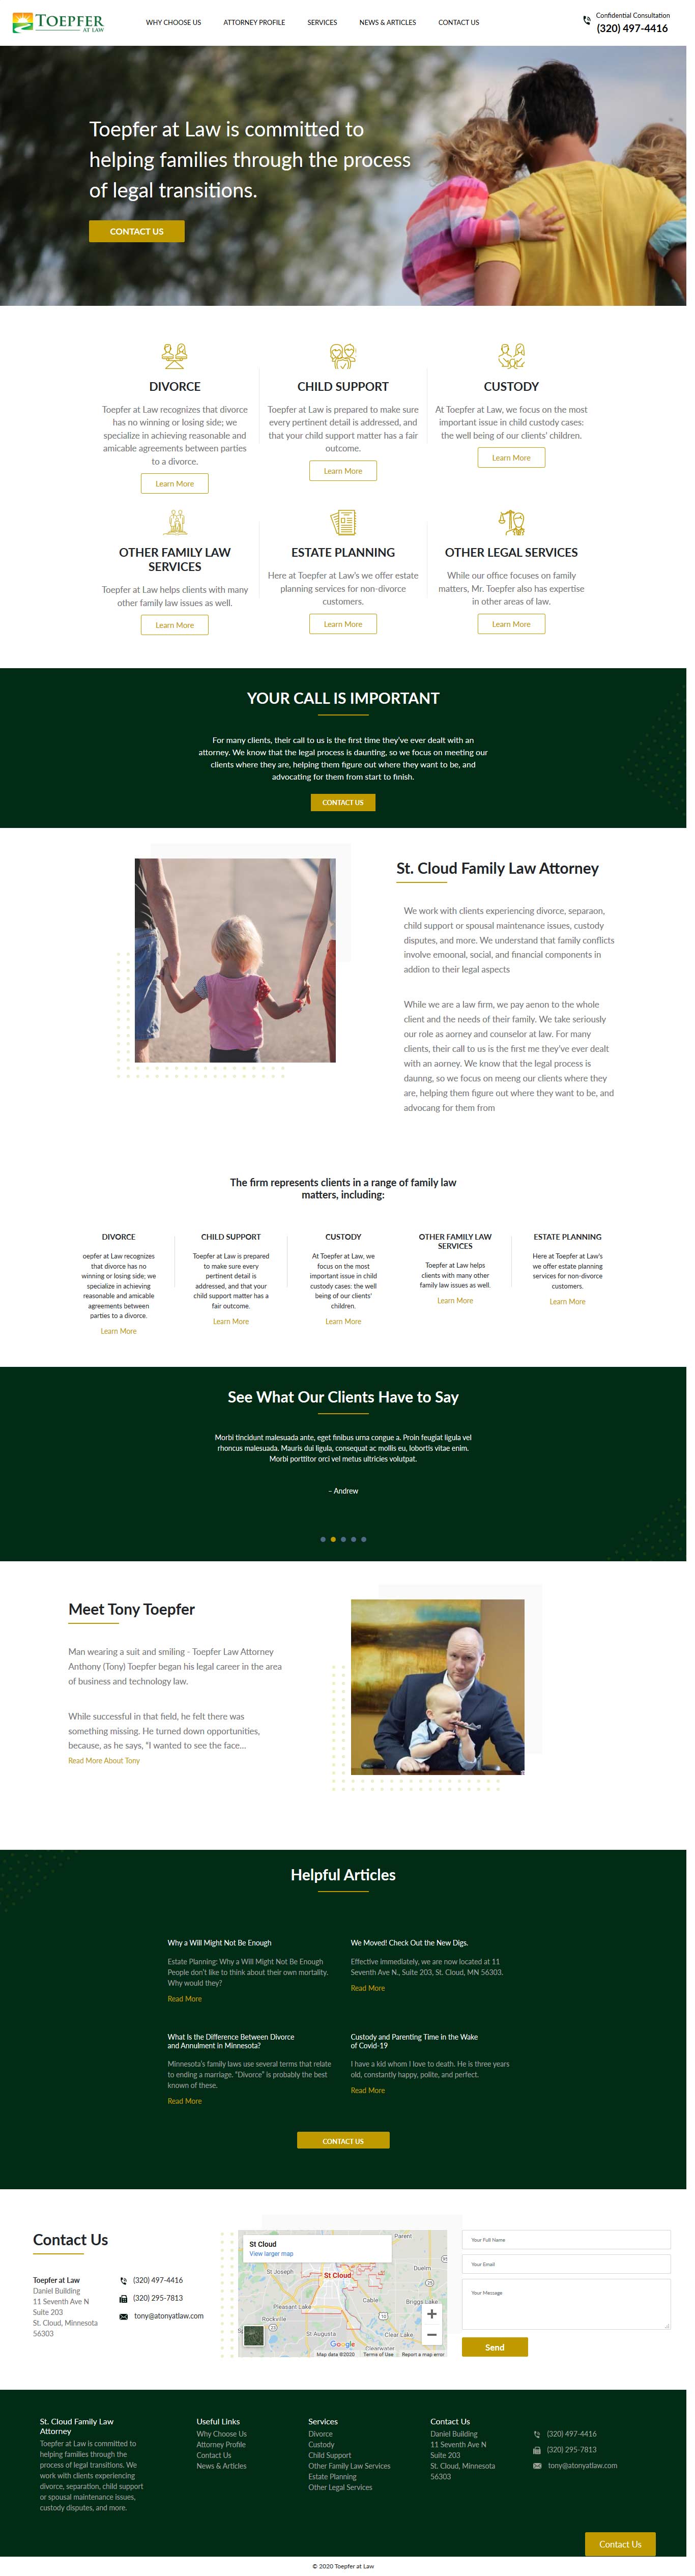 TOEPFER
AT LAW
WHY CHOOSE US
ATTORNEY PROFILE
SERVICES
NEWS & ARTICLES
CONTACT US
Confidential Consultation
(320) 497-4416
Toepfer at Law is committed to
helping families through the process
of legal transitions.
CONTACT US
DIVORCE
Toepfer at Law recognizes that divorce
has no winning or losing side; we
specialize in achieving reasonable and
amicable agreements between parties
to a divorce.
Learn More
CHILD SUPPORT
Toepfer at Law is prepared to make sure
every pertinent detail is addressed, and
that your child support matter has a fair
outcome.
Learn More
CUSTODY
At Toepfer at Law, we focus on the most
important issue in child custody cases:
the well being of our clients' children.
Learn More
OTHER FAMILY LAW
SERVICES
Toepfer at Law helps clients with many
other family law issues as well.
Learn More
ESTATE PLANNING
Here at Toepfer at Law's we offer estate
planning services for non-divorce
customers.
Learn More
OTHER LEGAL SERVICES
While our office focuses on family
matters, Mr. Toepfer also has expertise
in other areas of law.
Learn More
YOUR CALL IS IMPORTANT
For many clients, their call to us is the first time they've ever dealt with an
attorney. We know that the legal process is daunting, so we focus on meeting our
clients where they are, helping them figure out where they want to be, and
advocating for them from start to finish.
CONTACT US
St. Cloud Family Law Attorney
We work with clients experiencing divorce, separaon,
child support or spousal maintenance issues, custody
disputes, and more. We understand that family conflicts
involve emoonal, social, and financial components in
addion to their legal aspects
While we are a law firm, we pay aenon to the whole
client and the needs of their family. We take seriously
our role as aorney and counselor at law. For many
clients, their call to us is the first me they've ever dealt
with an aorney. We know that the legal process is
daunng, so we focus on meeng our clients where they
are, helping them figure out where they want to be, and
advocang for them from
The firm represents clients in a range of family law
matters, including:
DIVORCE
oepfer at Law recognizes
that divorce has no
winning or losing side; we
specialize in achieving
reasonable and amicable
agreements between
parties to a divorce.
Learn More
CHILD SUPPORT
Toepfer at Law is prepared
to make sure every
pertinent detail is
addressed, and that your
child support matter has a
fair outcome.
Learn More
CUSTODY
At Toepfer at Law, we
focus on the most
important issue in child
custody cases: the well
being of our clients'
children.
Learn More
OTHER FAMILY LAW
SERVICES
Toepfer at Law helps
clients with many other
family law issues as well.
Learn More
ESTATE PLANNING
Here at Toepfer at Law's
we offer estate planning
services for non-divorce
customers.
Learn More
See What Our Clients Have to Say
Morbi tincidunt malesuada ante, eget finibus urna congue a. Proin feugiat ligula vel
rhoncus malesuada. Mauris dui ligula, consequat ac mollis eu, lobortis vitae enim.
Morbi porttitor orci vel metus ultricies volutpat.
– Andrew
Meet Tony Toepfer
Man wearing a suit and smiling - Toepfer Law Attorney
Anthony (Tony) Toepfer began his legal career in the area
of business and technology law.
While successful in that field, he felt there was
something missing. He turned down opportunities,
because, as he says, "I wanted to see the face...
Read More About Tony
Helpful Articles
Why a Will Might Not Be Enough
Estate Planning: Why a Will Might Not Be Enough
People don't like to think about their own mortality.
Why would they?
Read More
We Moved! Check Out the New Digs.
Effective immediately, we are now located at 11
Seventh Ave N., Suite 203, St. Cloud, MN 56303.
Read More
What Is the Difference Between Divorce
and Annulment in Minnesota?
Minnesota's family laws use several terms that relate
to ending a marriage. "Divorce" is probably the best
known of these.
Read More
Custody and Parenting Time in the Wake
of Covid-19
I have a kid whom I love to death. He is three years
old, constantly happy, polite, and perfect.
Read More
CONTACT US
Contact Us
Toepfer at Law
Daniel Building
11 Seventh Ave N
Suite 203
St. Cloud, Minnesota
56303
(320) 497-4416
(320) 295-7813
tony@atonyatlaw.com
St Cloud
View larger map
Parent
St Joseph
St Cloud
Duelm
Pleasant Lake
Briggs Lake
Rockville
St Augusta
Clear Lake
Clearwater
Google
Map data ©2020
Terms of Use
Report a map error
Your Full Name
Your Email
Your Message
Send
St. Cloud Family Law
Attorney
Toepfer at Law is committed to
helping families through the
process of legal transitions. We
work with clients experiencing
divorce, separation, child support
or spousal maintenance issues,
custody disputes, and more.
Useful Links
Why Choose Us
Attorney Profile
Contact Us
News & Articles
Services
Divorce
Custody
Child Support
Other Family Law Services
Estate Planning
Other Legal Services
Contact Us
Daniel Building
11 Seventh Ave N
Suite 203
St. Cloud, Minnesota
56303
(320) 497-4416
(320) 295-7813
tony@atonyatlaw.com
Contact Us
© 2020 Toepfer at Law